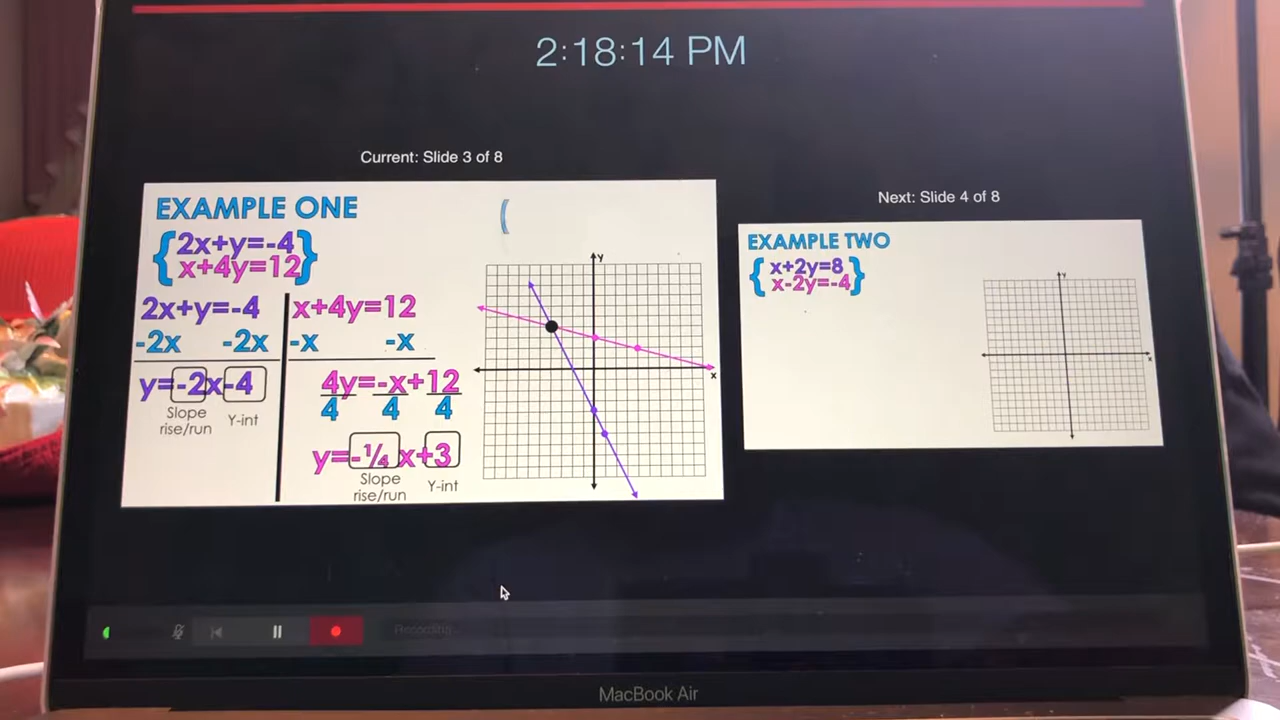 2:18:14 PM
Current: Slide 3 of 8
EXAMPLE ONE
{2x+y=-4
x+4y=12}
(
2x+y=-4
-2x -2x
y=-2x-4
Slope
rise/run
Y-int
x+4y=12
-x -x
4y=-x+12
4 4 4
y=-¼x+3
Slope
rise/run
Y-int
y
x
Next: Slide 4 of 8
EXAMPLE TWO
{x+2y=8
x-2y=-4}
y
x
Recording
MacBook Air